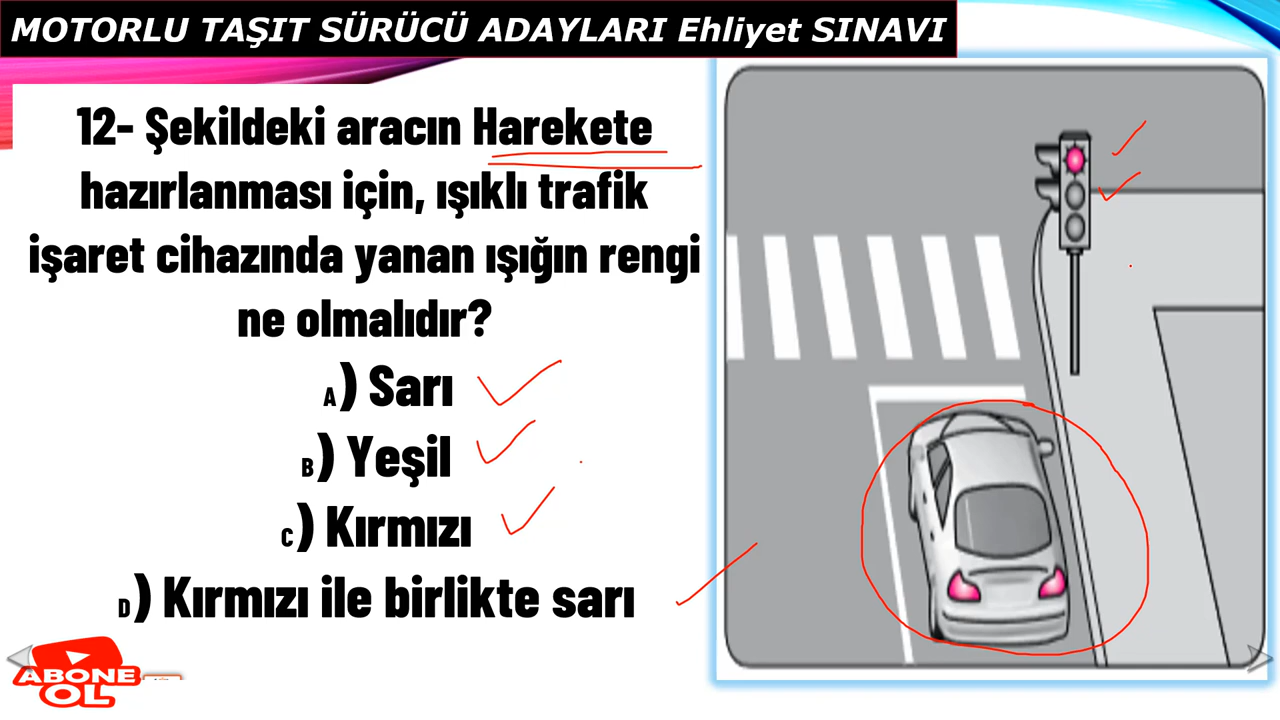 MOTORLU TAŞIT SÜRÜCÜ ADAYLARI Ehliyet SINAVI
12- Şekildeki aracın Harekete
hazırlanması için, ışıklı trafik
işaret cihazında yanan ışığın rengi
ne olmalıdır?
A) Sarı
B) Yeşil
C) Kırmızı
D) Kırmızı ile birlikte sarı
ABONE
OL